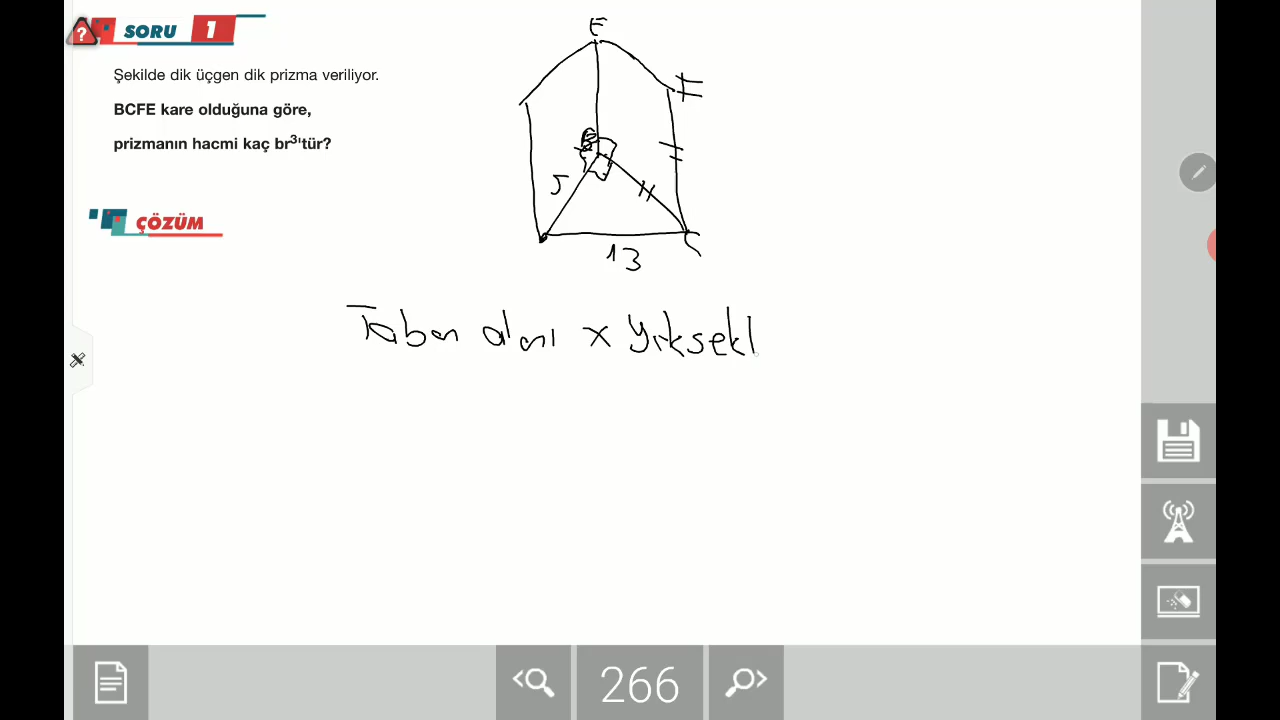 SORU 1
Şekilde dik üçgen dik prizma veriliyor.
BCFE kare olduğuna göre,
prizmanın hacmi kaç br³'tür?
ÇÖZÜM
E
F
B
5
C
13
Taban alanı x yüksekl
266